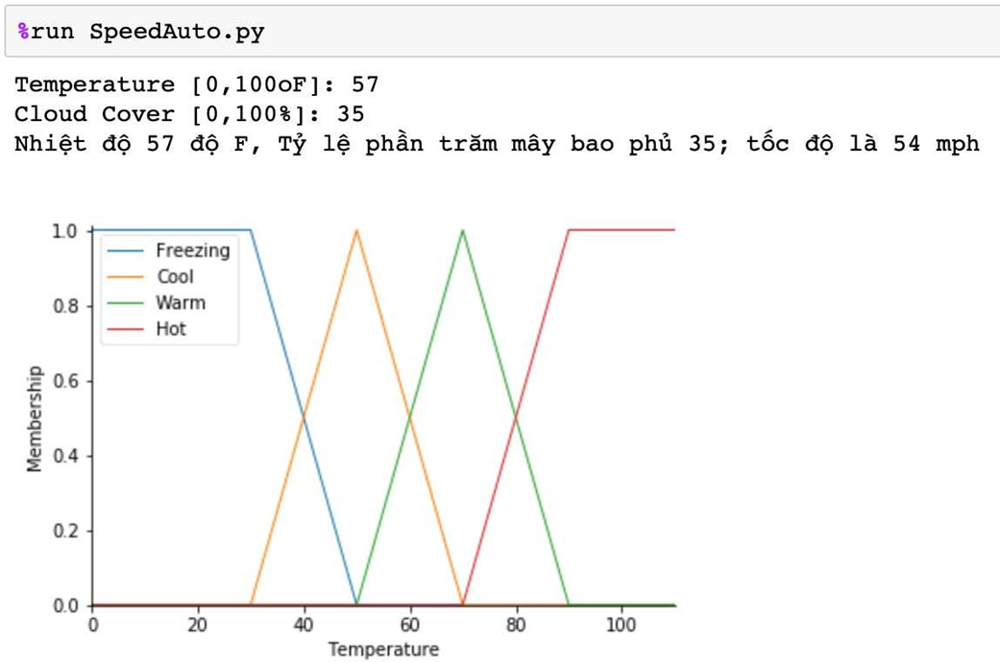 %run SpeedAuto.py
Temperature [0,100oF]: 57
Cloud Cover [0,100%]: 35
Nhiệt độ 57 độ F, Tỷ lệ phần trăm mây bao phủ 35; tốc độ là 54 mph
1.0
0.8
0.6
0.4
0.2
0.0
Membership
Freezing
Cool
Warm
Hot
0 20 40 60 80 100
Temperature